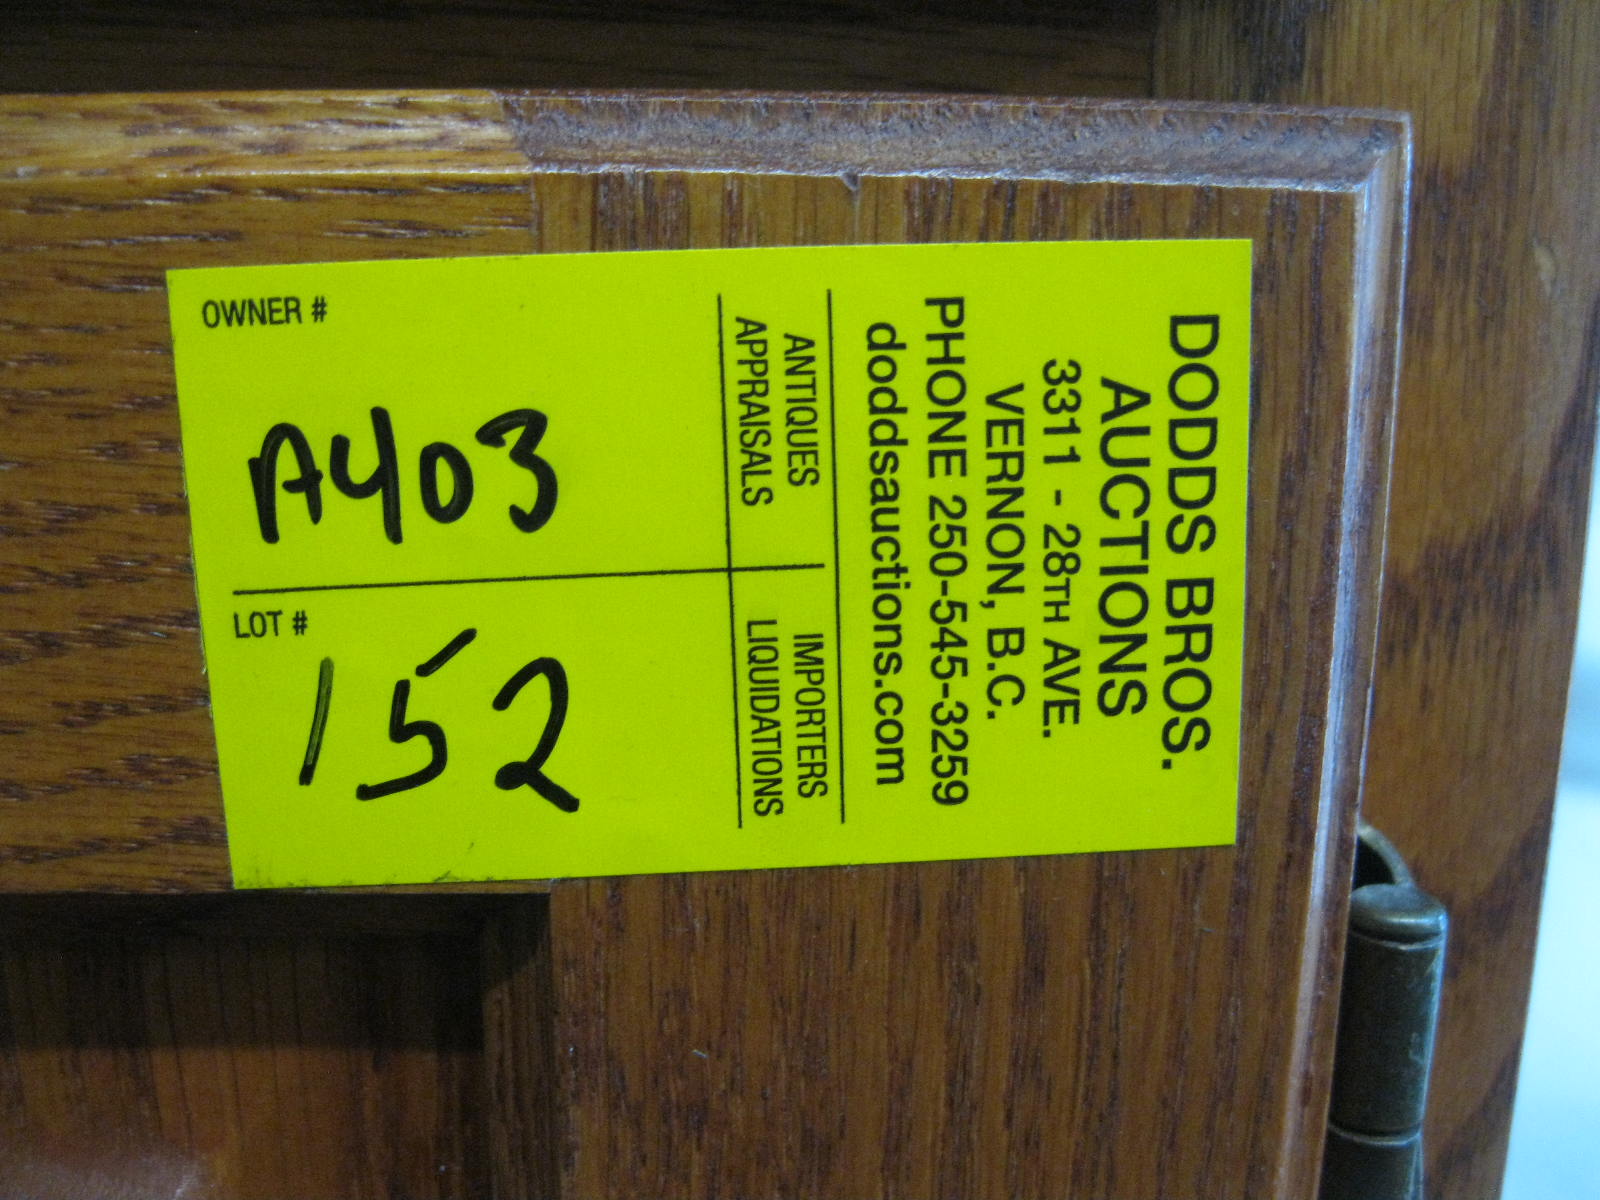 DODDS BROS.
AUCTIONS
3311 - 28TH AVE.
VERNON, B.C.
PHONE 250-545-3259
doddsauctions.com
ANTIQUES
APPRAISALS
IMPORTERS
LIQUIDATIONS
OWNER #
A403
LOT #
152